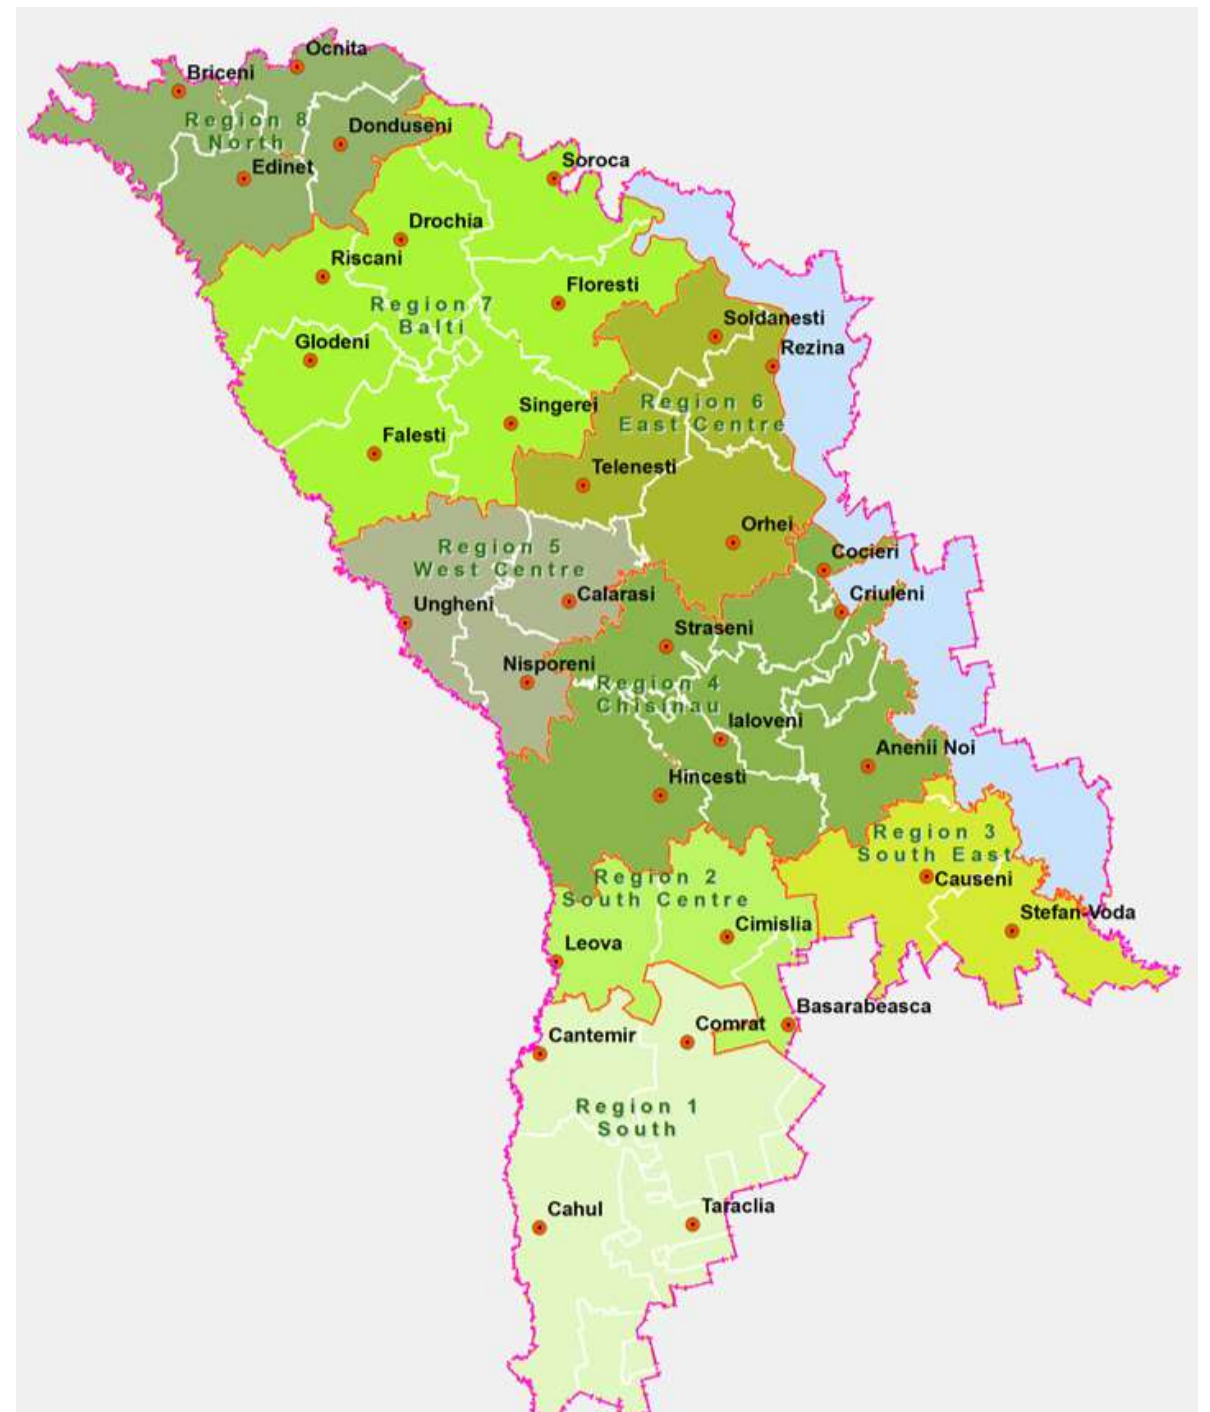 Ocnita
Briceni
Region 8
North
Donduseni
Edinet
Soroca
Drochia
Riscani
Floresti
Region 7
Balti
Soldanesti
Glodeni
Rezina
Singerei
Region 6
East Centre
Falesti
Telenesti
Orhei
Region 5
West Centre
Cocieri
Calarasi
Criuleni
Ungheni
Straseni
Nisporeni
Region 4
Chisinau
Ialoveni
Anenii Noi
Hincesti
Region 3
South East
Region 2
South Centre
Causeni
Stefan-Voda
Cimislia
Leova
Basarabeasca
Comrat
Cantemir
Region 1
South
Cahul
Taraclia